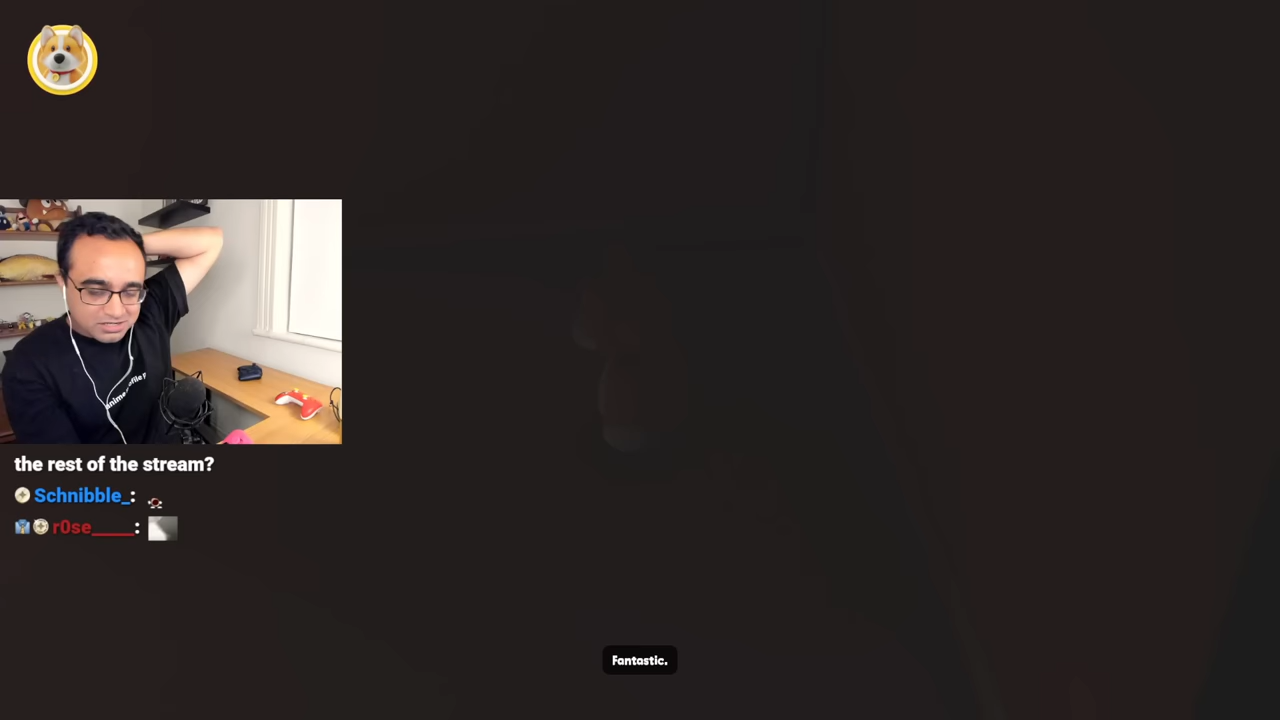 the rest of the stream?
Schnibble_:
r0se_____:
Fantastic.